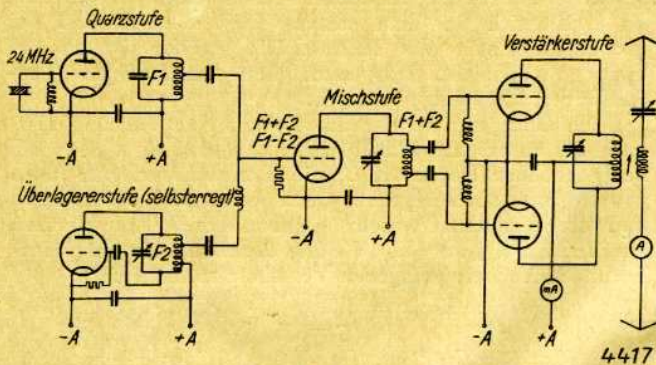 Quarzstufe
24 MHz
F1
-A
+A
Überlagererstufe (selbsterregt)
F2
-A
+A
Mischstufe
F1+F2
F1-F2
-A
+A
F1+F2
Verstärkerstufe
-A
mA
+A
A
4417